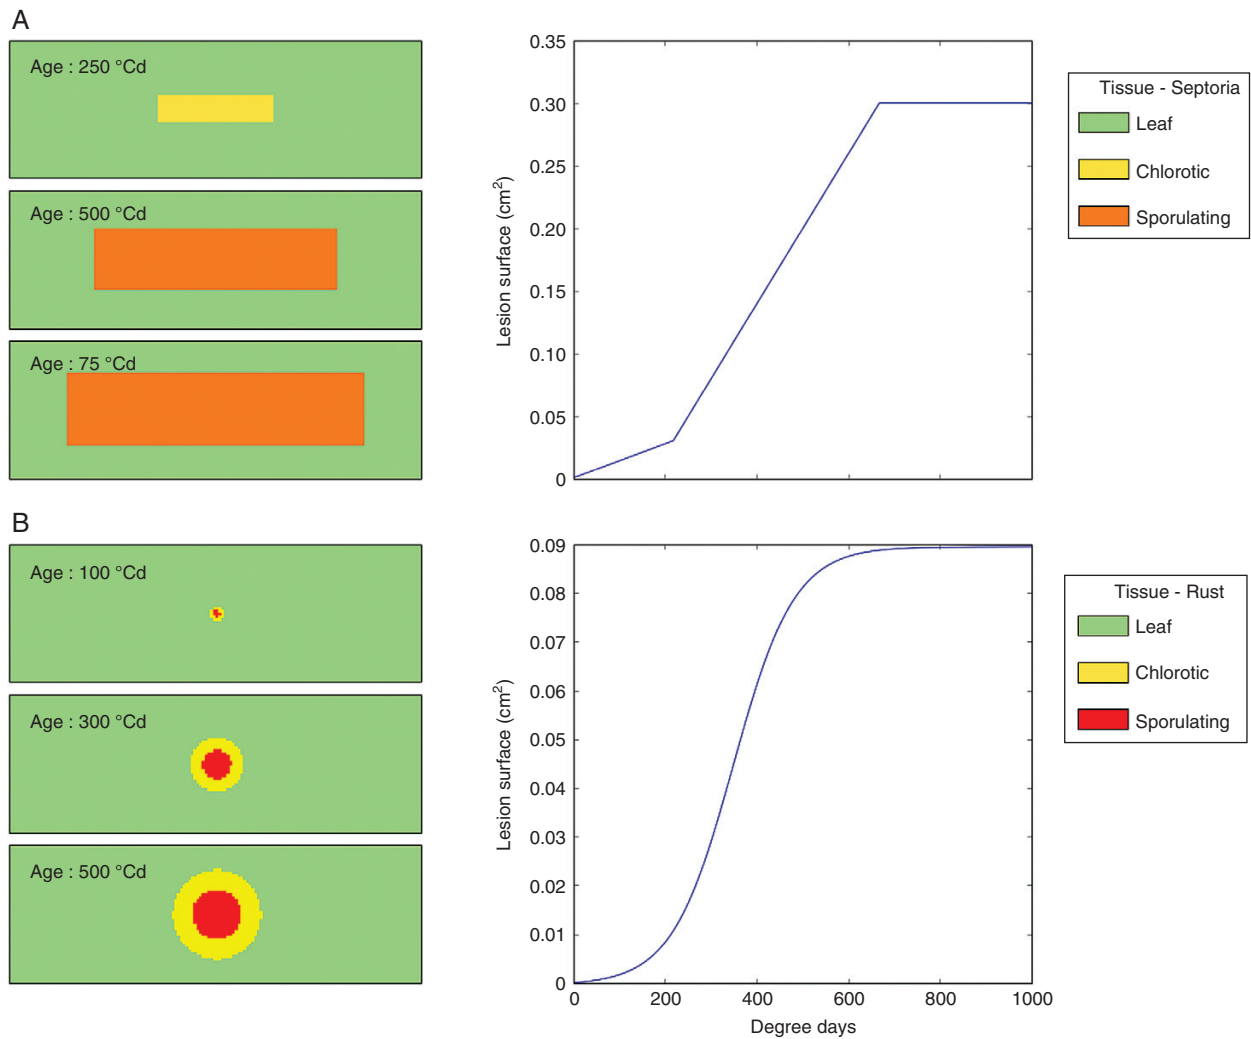 A
Age : 250 °Cd
Age : 500 °Cd
Age : 75 °Cd
0.35
0.30
0.25
0.20
0.15
0.10
0.05
0
Lesion surface (cm²)
Tissue - Septoria
Leaf
Chlorotic
Sporulating
B
Age : 100 °Cd
Age : 300 °Cd
Age : 500 °Cd
0.09
0.08
0.07
0.06
0.05
0.04
0.03
0.02
0.01
0
Lesion surface (cm²)
0 200 400 600 800 1000
Degree days
Tissue - Rust
Leaf
Chlorotic
Sporulating